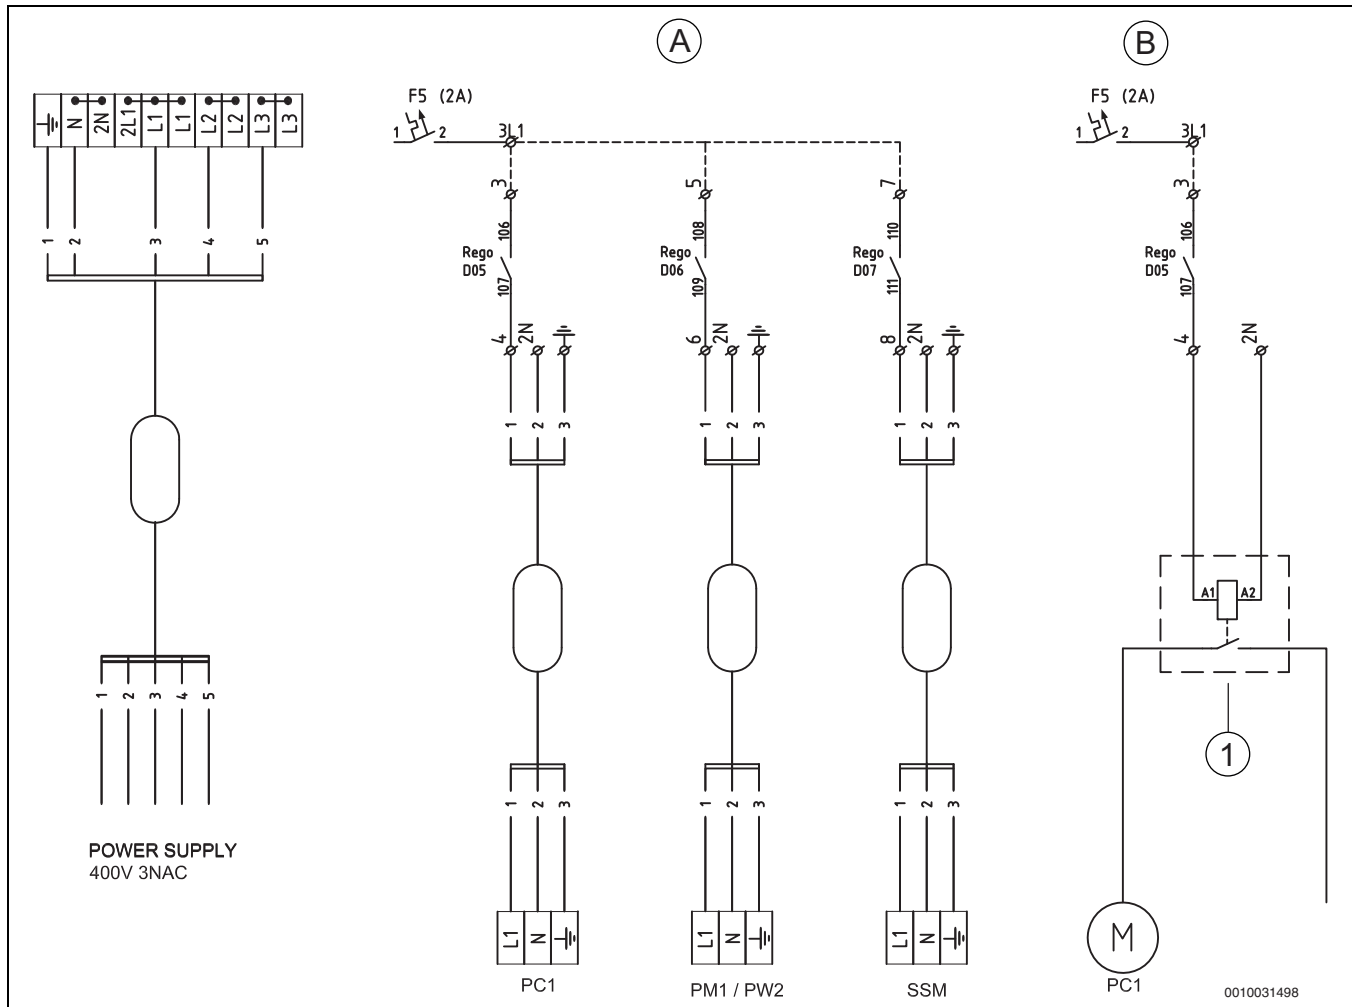 A
B
F5 (2A)
F5 (2A)
⏚ N 2N 2L1 L1 L1 L2 L2 L3 L3
1 2 3L1
1 2 3L1
3 5 7 3
106 108 110 106
1 2 3 4 5
Rego
D05
Rego
D06
Rego
D07
Rego
D05
107 109 111 107
4 2N
6 2N
8 2N
4 2N
1 2 3
1 2 3
1 2 3
A1 A2
1 2 3 4 5
1
1 2 3
1 2 3
1 2 3
POWER SUPPLY
400V 3NAC
L1 N
L1 N
L1 N
M
PC1
PM1 / PW2
SSM
PC1
0010031498